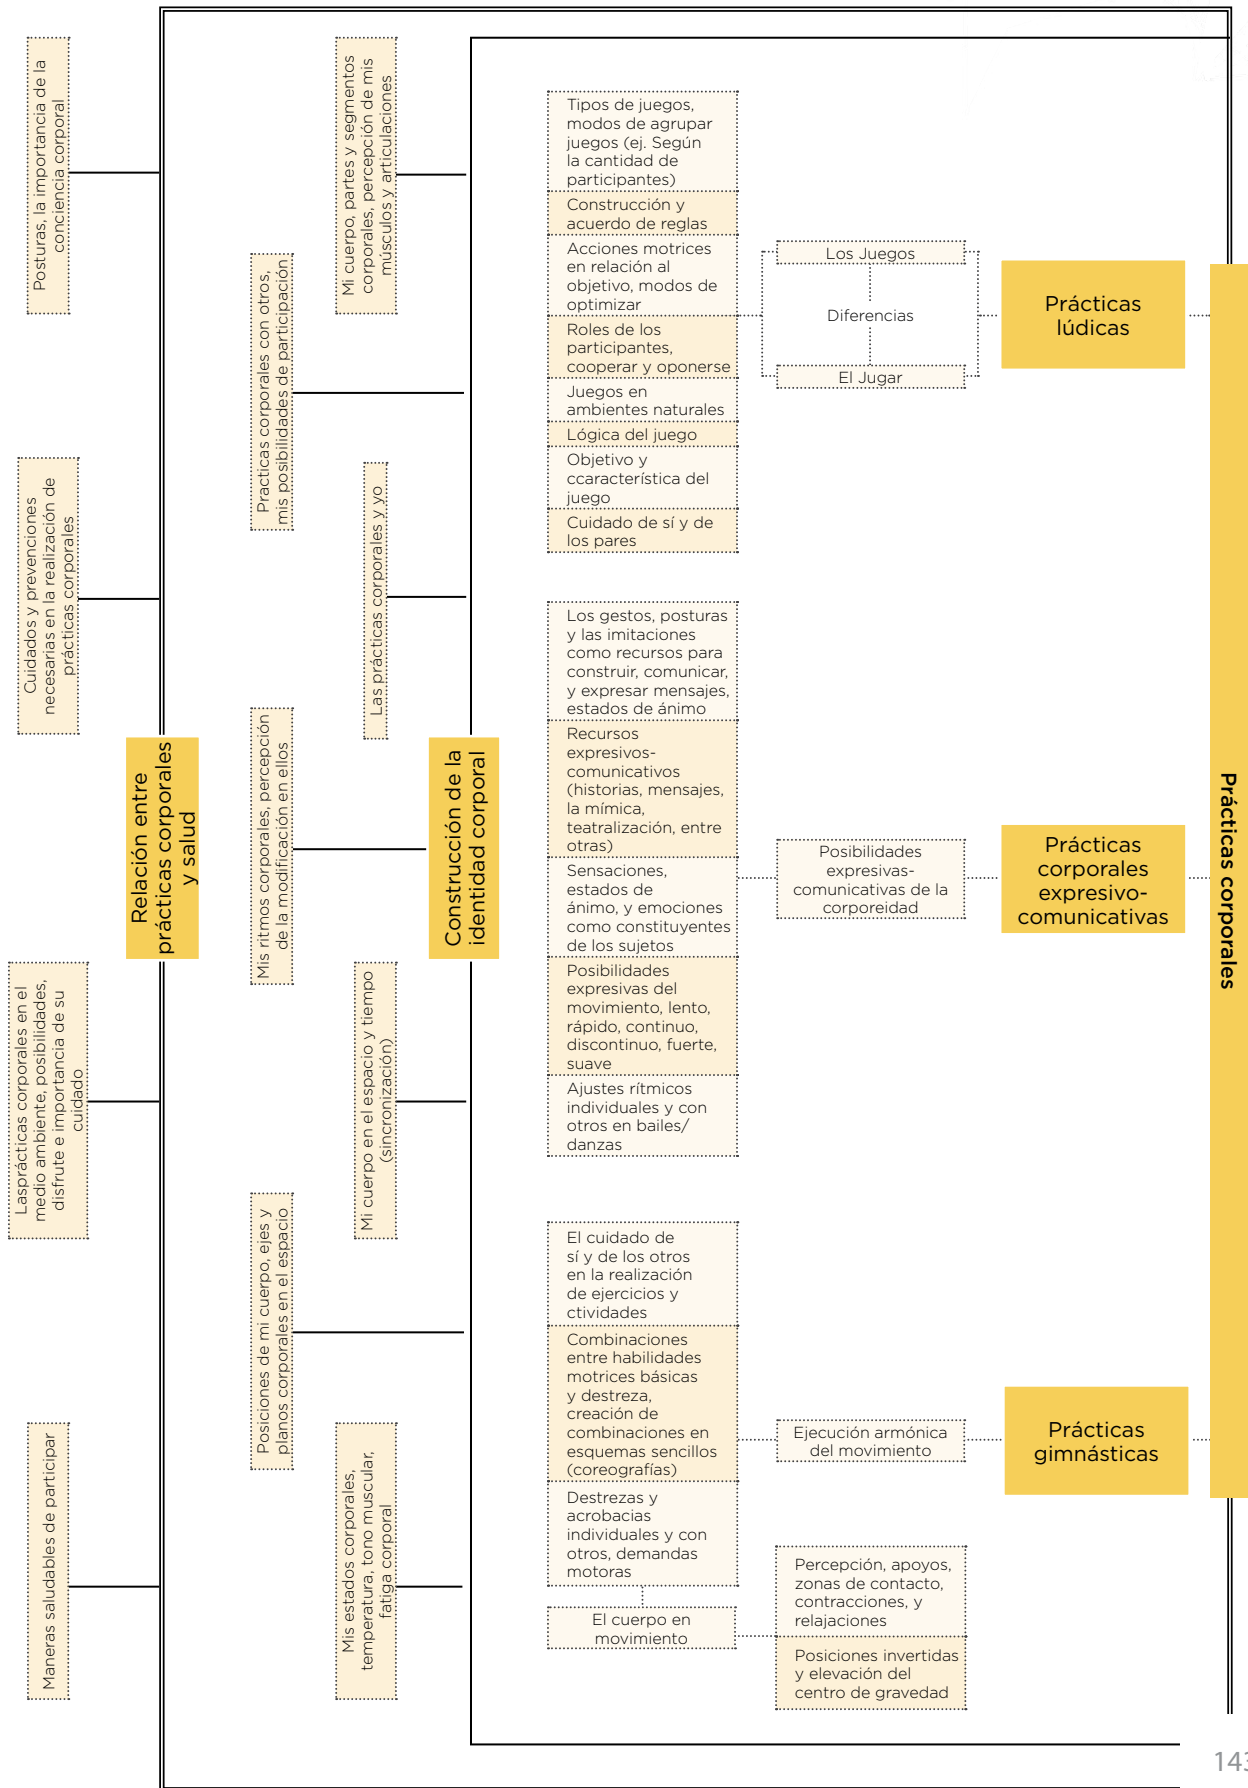 Posturas, la importancia de la
conciencia corporal
Cuidados y prevenciones
necesarias en la realización de
prácticas corporales
Lasprácticas corporales en el
medio ambiente, posibilidades,
disfrute e importancia de su
cuidado
Maneras saludables de participar
Relación entre
prácticas corporales
y salud
Mi cuerpo, partes y segmentos
corporales, percepción de mis
músculos y articulaciones
Practicas corporales con otros,
mis posibilidades de participación
Las prácticas corporales y yo
Mis ritmos corporales, percepción
de la modificación en ellos
Mi cuerpo en el espacio y tiempo
(sincronización)
Posiciones de mi cuerpo, ejes y
planos corporales en el espacio
Mis estados corporales,
temperatura, tono muscular,
fatiga corporal
Construcción de la
identidad corporal
Tipos de juegos,
modos de agrupar
juegos (ej. Según
la cantidad de
participantes)
Construcción y
acuerdo de reglas
Acciones motrices
en relación al
objetivo, modos de
optimizar
Roles de los
participantes,
cooperar y oponerse
Juegos en
ambientes naturales
Lógica del juego
Objetivo y
ccaracterística del
juego
Cuidado de sí y de
los pares
Los Juegos
Diferencias
El Jugar
Prácticas
lúdicas
Los gestos, posturas
y las imitaciones
como recursos para
construir, comunicar,
y expresar mensajes,
estados de ánimo
Recursos
expresivos-
comunicativos
(historias, mensajes,
la mímica,
teatralización, entre
otras)
Sensaciones,
estados de
ánimo, y emociones
como constituyentes
de los sujetos
Posibilidades
expresivas del
movimiento, lento,
rápido, continuo,
discontinuo, fuerte,
suave
Ajustes rítmicos
individuales y con
otros en bailes/
danzas
Posibilidades
expresivas-
comunicativas de la
corporeidad
Prácticas
corporales
expresivo-
comunicativas
El cuidado de
sí y de los otros
en la realización
de ejercicios y
ctividades
Combinaciones
entre habilidades
motrices básicas
y destreza,
creación de
combinaciones en
esquemas sencillos
(coreografías)
Destrezas y
acrobacias
individuales y con
otros, demandas
motoras
El cuerpo en
movimiento
Ejecución armónica
del movimiento
Percepción, apoyos,
zonas de contacto,
contracciones, y
relajaciones
Posiciones invertidas
y elevación del
centro de gravedad
Prácticas
gimnásticas
Prácticas corporales
143